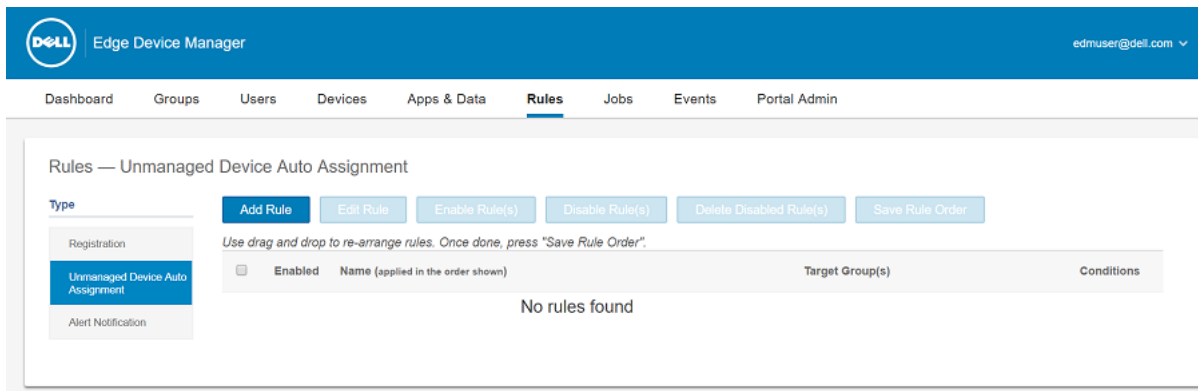 DELL Edge Device Manager edmuser@dell.com
Dashboard Groups Users Devices Apps & Data Rules Jobs Events Portal Admin
Rules — Unmanaged Device Auto Assignment
Type
Registration
Unmanaged Device Auto
Assignment
Alert Notification
Add Rule Edit Rule Enable Rule(s) Disable Rule(s) Delete Disabled Rule(s) Save Rule Order
Use drag and drop to re-arrange rules. Once done, press "Save Rule Order".
Enabled Name (applied in the order shown) Target Group(s) Conditions
No rules found